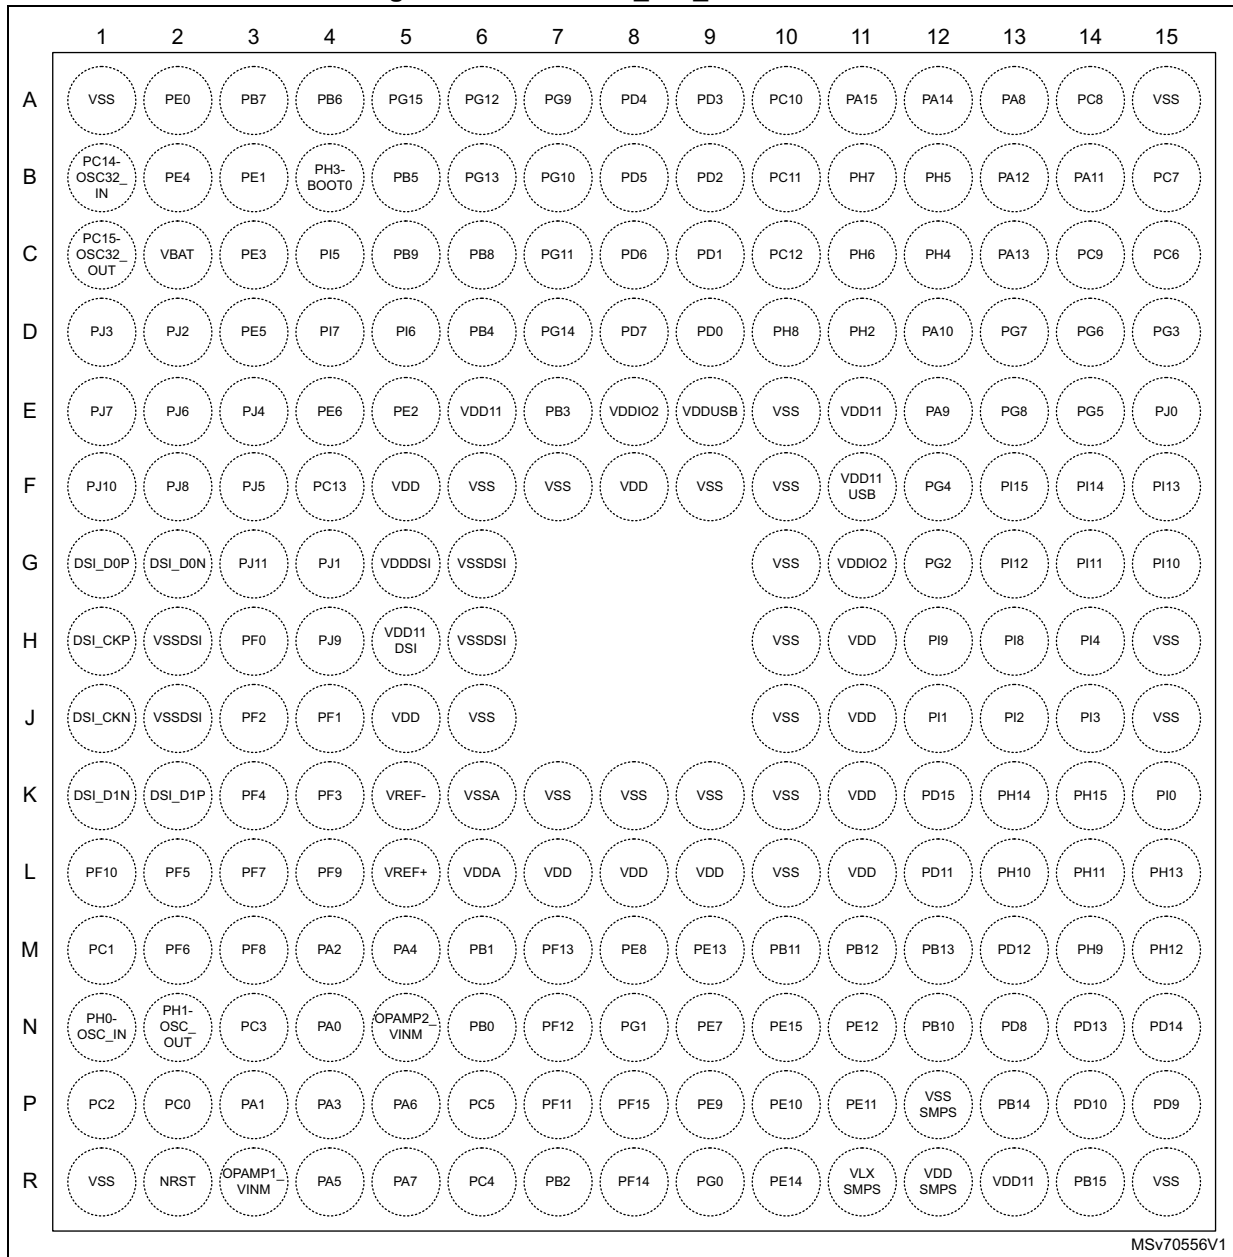 1 2 3 4 5 6 7 8 9 10 11 12 13 14 15
A VSS PE0 PB7 PB6 PG15 PG12 PG9 PD4 PD3 PC10 PA15 PA14 PA8 PC8 VSS
B PC14-OSC32_IN PE4 PE1 PH3-BOOT0 PB5 PG13 PG10 PD5 PD2 PC11 PH7 PH5 PA12 PA11 PC7
C PC15-OSC32_OUT VBAT PE3 PI5 PB9 PB8 PG11 PD6 PD1 PC12 PH6 PH4 PA13 PC9 PC6
D PJ3 PJ2 PE5 PI7 PI6 PB4 PG14 PD7 PD0 PH8 PH2 PA10 PG7 PG6 PG3
E PJ7 PJ6 PJ4 PE6 PE2 VDD11 PB3 VDDIO2 VDDUSB VSS VDD11 PA9 PG8 PG5 PJ0
F PJ10 PJ8 PJ5 PC13 VDD VSS VSS VDD VSS VSS VDD11 USB PG4 PI15 PI14 PI13
G DSI_D0P DSI_D0N PJ11 PJ1 VDDDSI VSSDSI VSS VDDIO2 PG2 PI12 PI11 PI10
H DSI_CKP VSSDSI PF0 PJ9 VDD11 DSI VSSDSI VSS VDD PI9 PI8 PI4 VSS
J DSI_CKN VSSDSI PF2 PF1 VDD VSS VSS VDD PI1 PI2 PI3 VSS
K DSI_D1N DSI_D1P PF4 PF3 VREF- VSSA VSS VSS VSS VSS VDD PD15 PH14 PH15 PI0
L PF10 PF5 PF7 PF9 VREF+ VDDA VDD VDD VDD VSS VDD PD11 PH10 PH11 PH13
M PC1 PF6 PF8 PA2 PA4 PB1 PF13 PE8 PE13 PB11 PB12 PB13 PD12 PH9 PH12
N PH0-OSC_IN PH1-OSC_OUT PC3 PA0 OPAMP2_VINM PB0 PF12 PG1 PE7 PE15 PE12 PB10 PD8 PD13 PD14
P PC2 PC0 PA1 PA3 PA6 PC5 PF11 PF15 PE9 PE10 PE11 VSS SMPS PB14 PD10 PD9
R VSS NRST OPAMP1_VINM PA5 PA7 PC4 PB2 PF14 PG0 PE14 VLX SMPS VDD SMPS VDD11 PB15 VSS
MSv70556V1